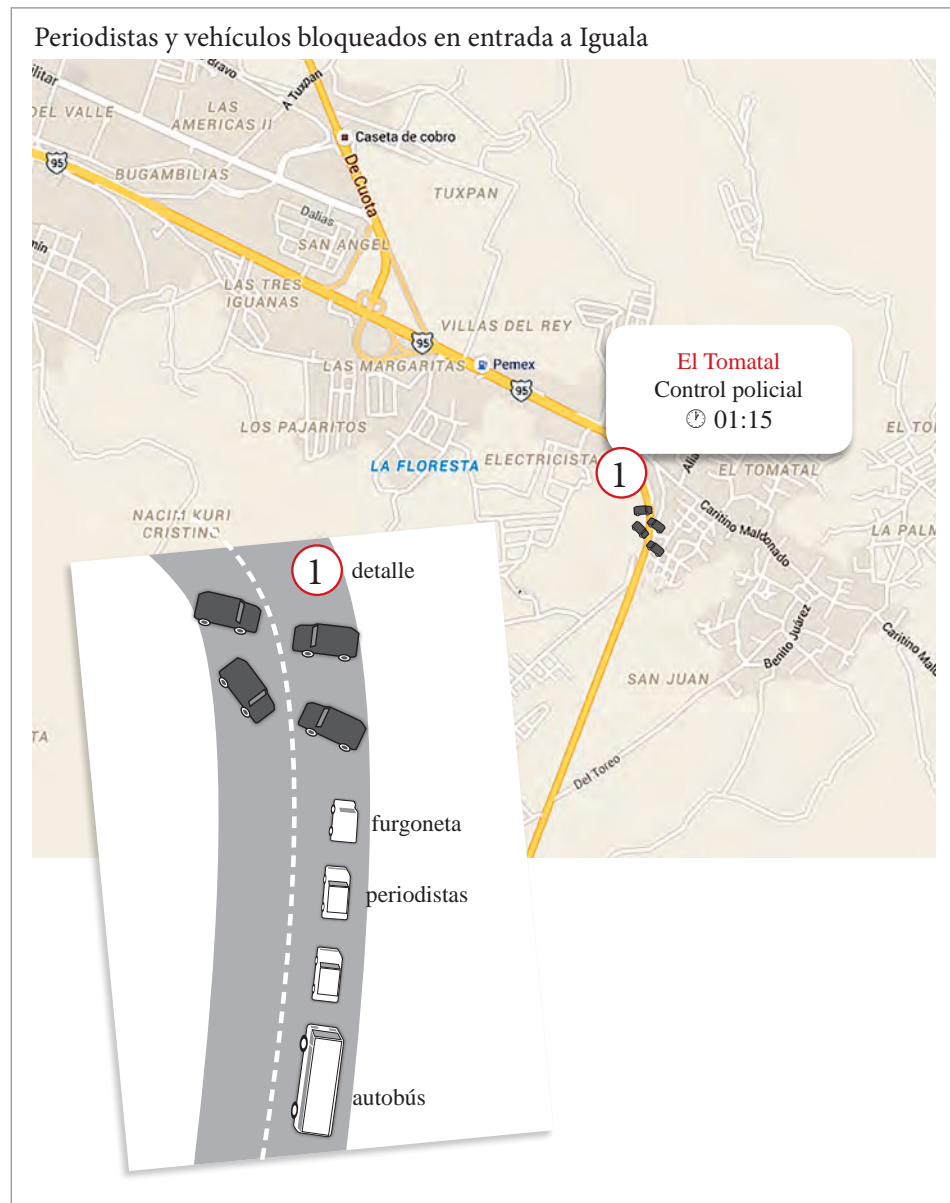 Periodistas y vehículos bloqueados en entrada a Iguala
Bravo
A Tuxpan
DEL VALLE
LAS
AMERICAS II
Caseta de cobro
95
De Cuota
BUGAMBILIAS
TUXPAN
Dalias
SAN ANGEL
LAS TRES
IGUANAS
VILLAS DEL REY
95
LAS MARGARITAS
Pemex
95
El Tomatal
Control policial
01:15
LOS PAJARITOS
LA FLORESTA
ELECTRICISTA
1
EL TOMATAL
Caritino Maldonado
NACIM KURI
CRISTINO
LA PALM
1 detalle
Benito Juárez
Caritino Mald
SAN JUAN
Del Toreo
furgoneta
periodistas
autobús